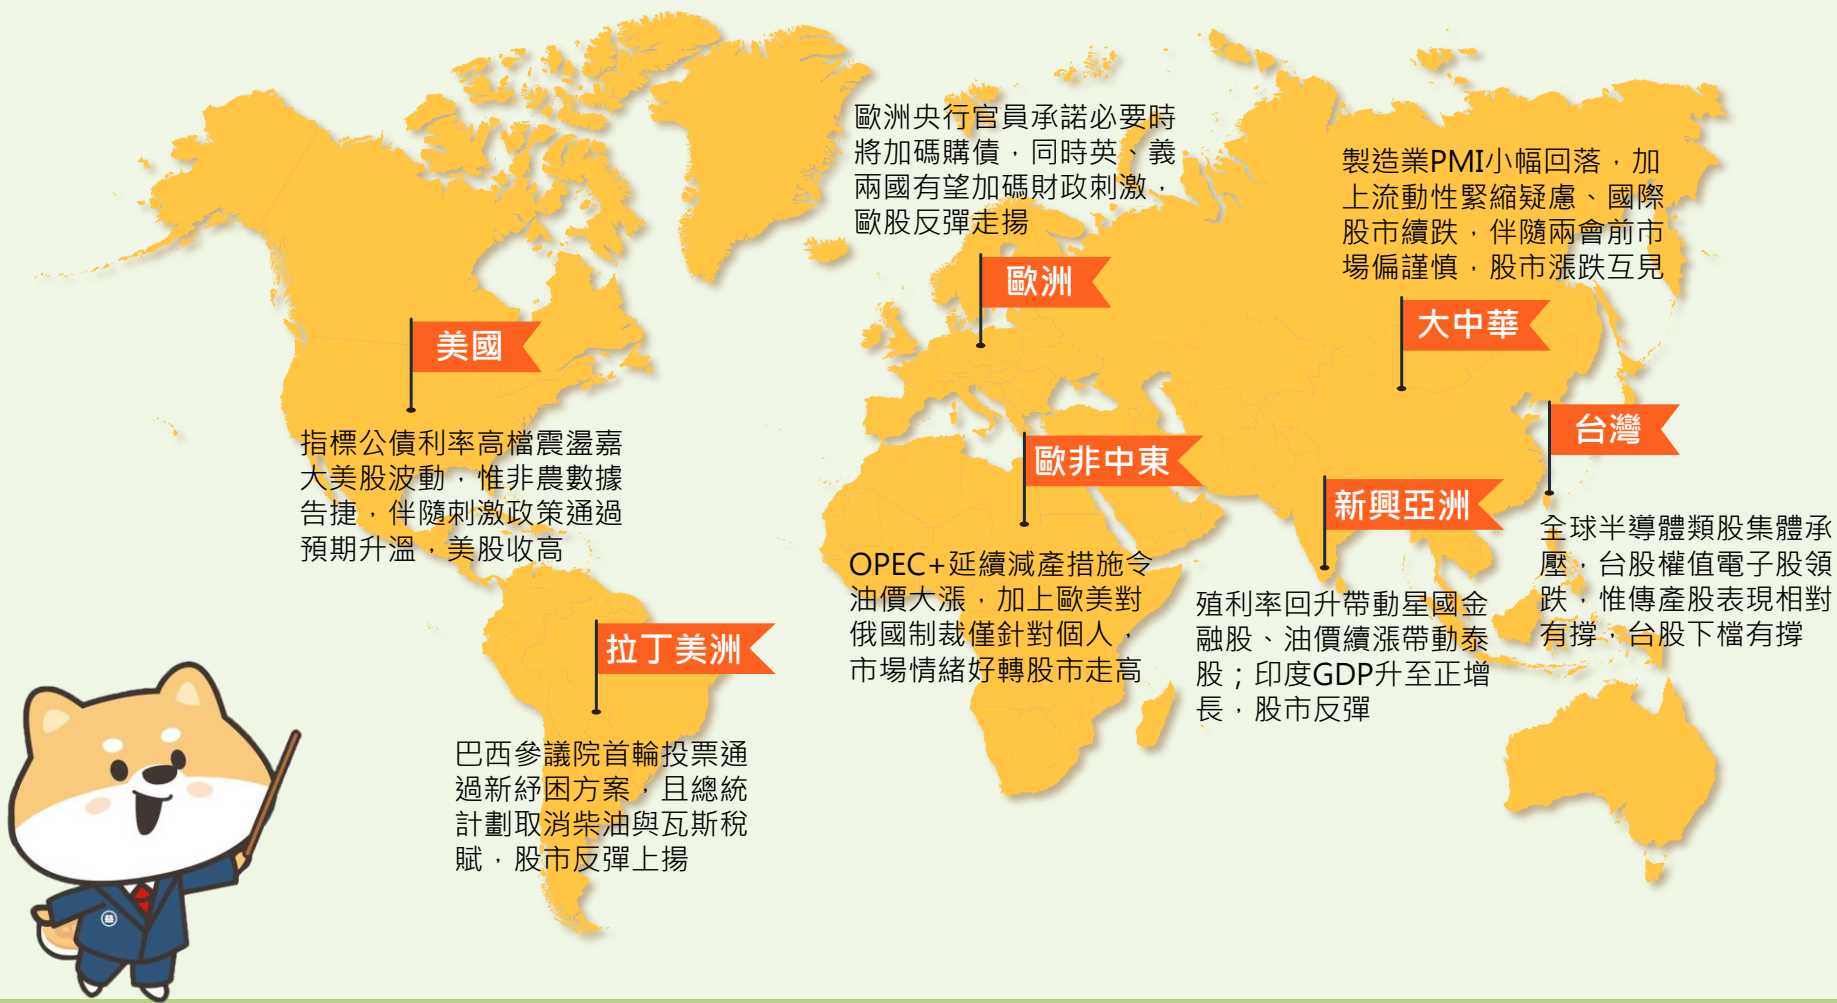 歐洲央行官員承諾必要時
將加碼購債，同時英、義
兩國有望加碼財政刺激，
歐股反彈走揚
歐洲
製造業PMI小幅回落，加
上流動性緊縮疑慮、國際
股市續跌，伴隨兩會前市
場偏謹慎，股市漲跌互見
大中華
美國
指標公債利率高檔震盪嘉
大美股波動，惟非農數據
告捷，伴隨刺激政策通過
預期升溫，美股收高
歐非中東
OPEC+延續減產措施令
油價大漲，加上歐美對
俄國制裁僅針對個人，
市場情緒好轉股市走高
新興亞洲
殖利率回升帶動星國金
融股、油價續漲帶動泰
股；印度GDP升至正增
長，股市反彈
台灣
全球半導體類股集體承
壓，台股權值電子股領
跌，惟傳產股表現相對
有撐，台股下檔有撐
拉丁美洲
巴西參議院首輪投票通
過新紓困方案，且總統
計劃取消柴油與瓦斯稅
賦，股市反彈上揚